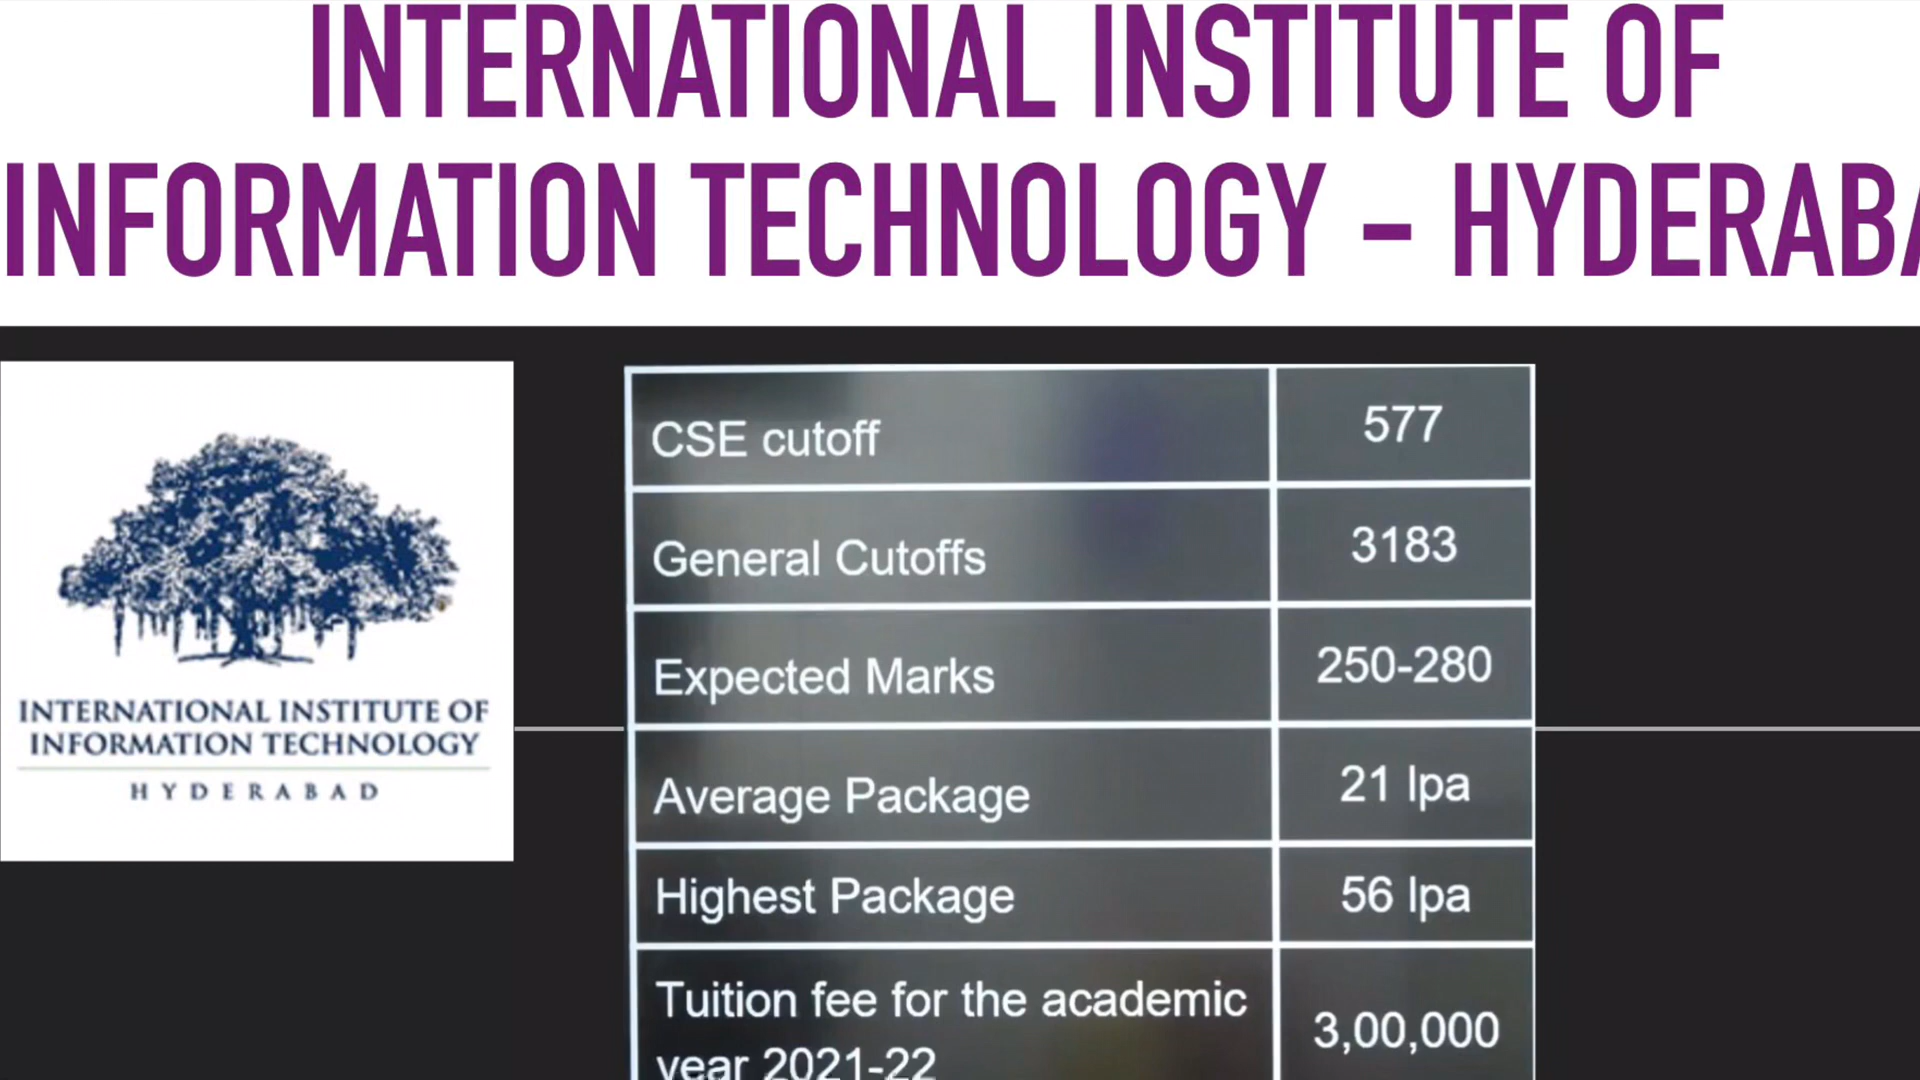 INTERNATIONAL INSTITUTE OF
INFORMATION TECHNOLOGY - HYDERABA
INTERNATIONAL INSTITUTE OF
INFORMATION TECHNOLOGY
HYDERABAD
CSE cutoff 577
General Cutoffs 3183
Expected Marks 250-280
Average Package 21 lpa
Highest Package 56 lpa
Tuition fee for the academic
year 2021-22 3,00,000